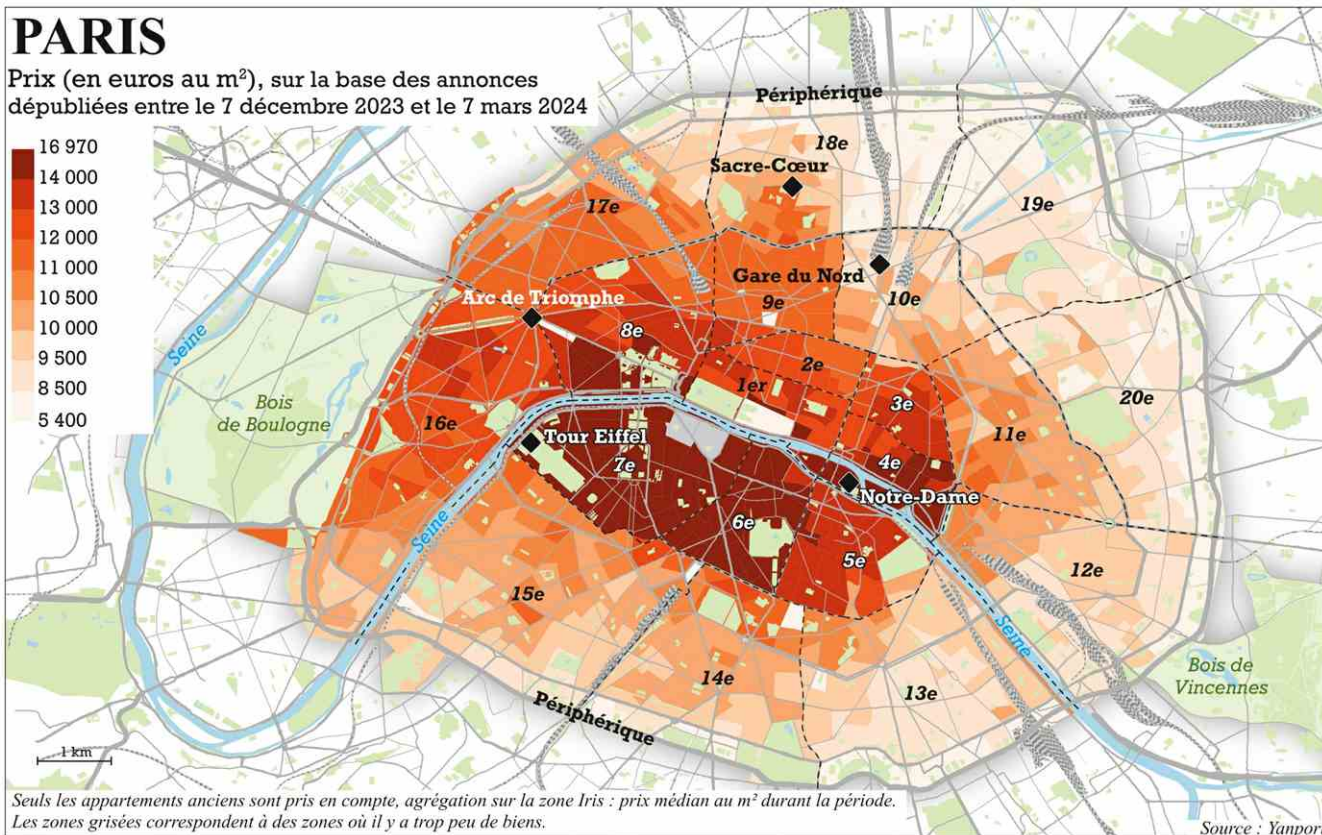 PARIS
Prix (en euros au m²), sur la base des annonces
dépubliées entre le 7 décembre 2023 et le 7 mars 2024
16 970
14 000
13 000
12 000
11 000
10 500
10 000
9 500
8 500
5 400
Périphérique
18e
Sacre-Cœur
17e
19e
Gare du Nord
9e
10e
Arc de Triomphe
8e
2e
1er
3e
Seine
Bois
de Boulogne
16e
20e
11e
Tour Eiffel
7e
4e
Notre-Dame
6e
Seine
5e
12e
15e
Seine
14e
13e
Bois de
Vincennes
Périphérique
1 km
Seuls les appartements anciens sont pris en compte, agrégation sur la zone Iris : prix médian au m² durant la période.
Les zones grisées correspondent à des zones où il y a trop peu de biens.
Source : Yanport